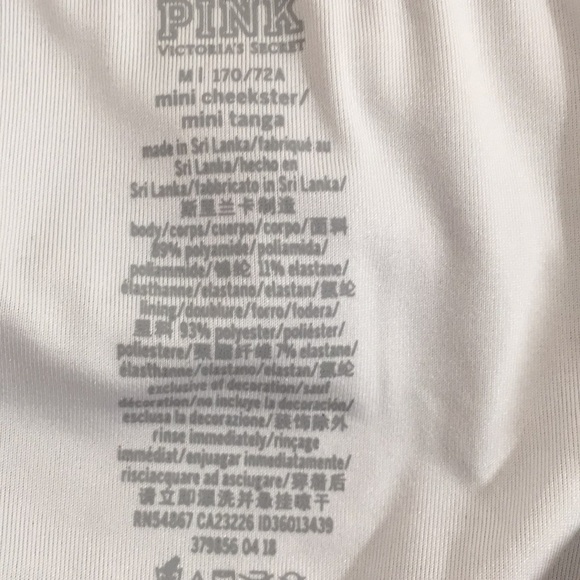 PINK
VICTORIA'S SECRET
M I 170/72A
mini cheekster/
mini tanga
made in Sri Lanka/fabriqué au
Sri Lanka/hecho en
Sri Lanka/fabbricato in Sri Lanka/
斯里兰卡制造
body/corps/cuerpo/corpo/面料
89% polyamide/poliamida/
poliammide/锦纶 11% elastane/
élasthanne/elastano/elastan/氨纶
lining/doublure/forro/fodera/
里料 93% polyester/poliéster/
poliestere/聚酯纤维 7% elastane/
élasthanne/elastano/elastan/氨纶
exclusive of decoration/sauf
décoration/no incluye la decoración/
esclusa la decorazione/装饰除外
rinse immediately/rinçage
immédiat/enjuagar inmediatamente/
risciacquare ad asciugare/穿着后
请立即漂洗并悬挂晾干
RN54867 CA23226 ID36013439
379856 04 18